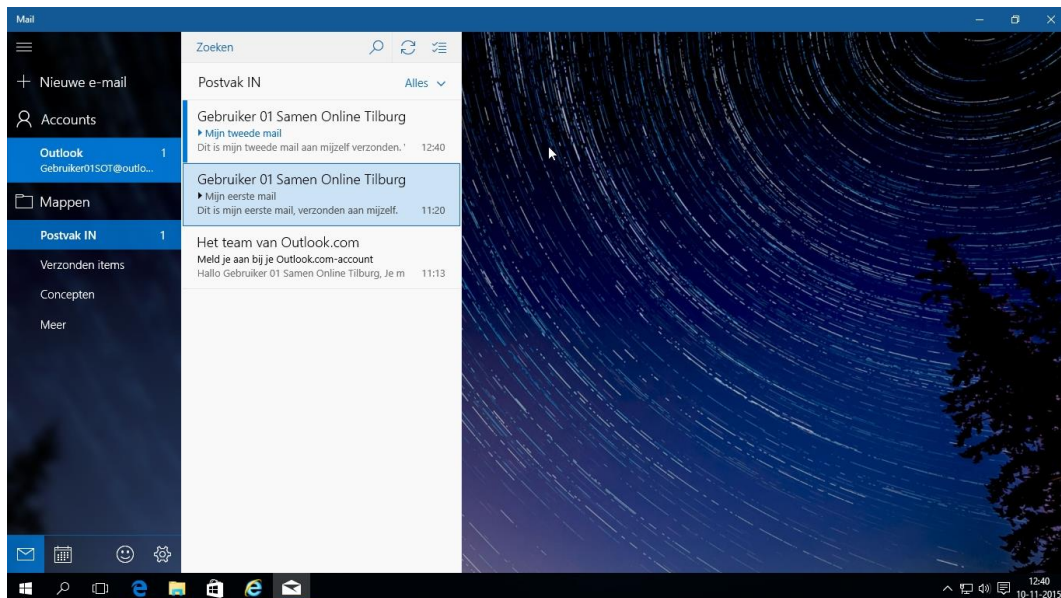 Mail
Nieuwe e-mail
Accounts
Outlook 1
Gebruiker01SOT@outlo...
Mappen
Postvak IN 1
Verzonden items
Concepten
Meer
Zoeken
Postvak IN Alles
Gebruiker 01 Samen Online Tilburg
Mijn tweede mail
Dit is mijn tweede mail aan mijzelf verzonden. 12:40
Gebruiker 01 Samen Online Tilburg
Mijn eerste mail
Dit is mijn eerste mail, verzonden aan mijzelf. 11:20
Het team van Outlook.com
Meld je aan bij je Outlook.com-account
Hallo Gebruiker 01 Samen Online Tilburg, Je m 11:13
12:40
10-11-201